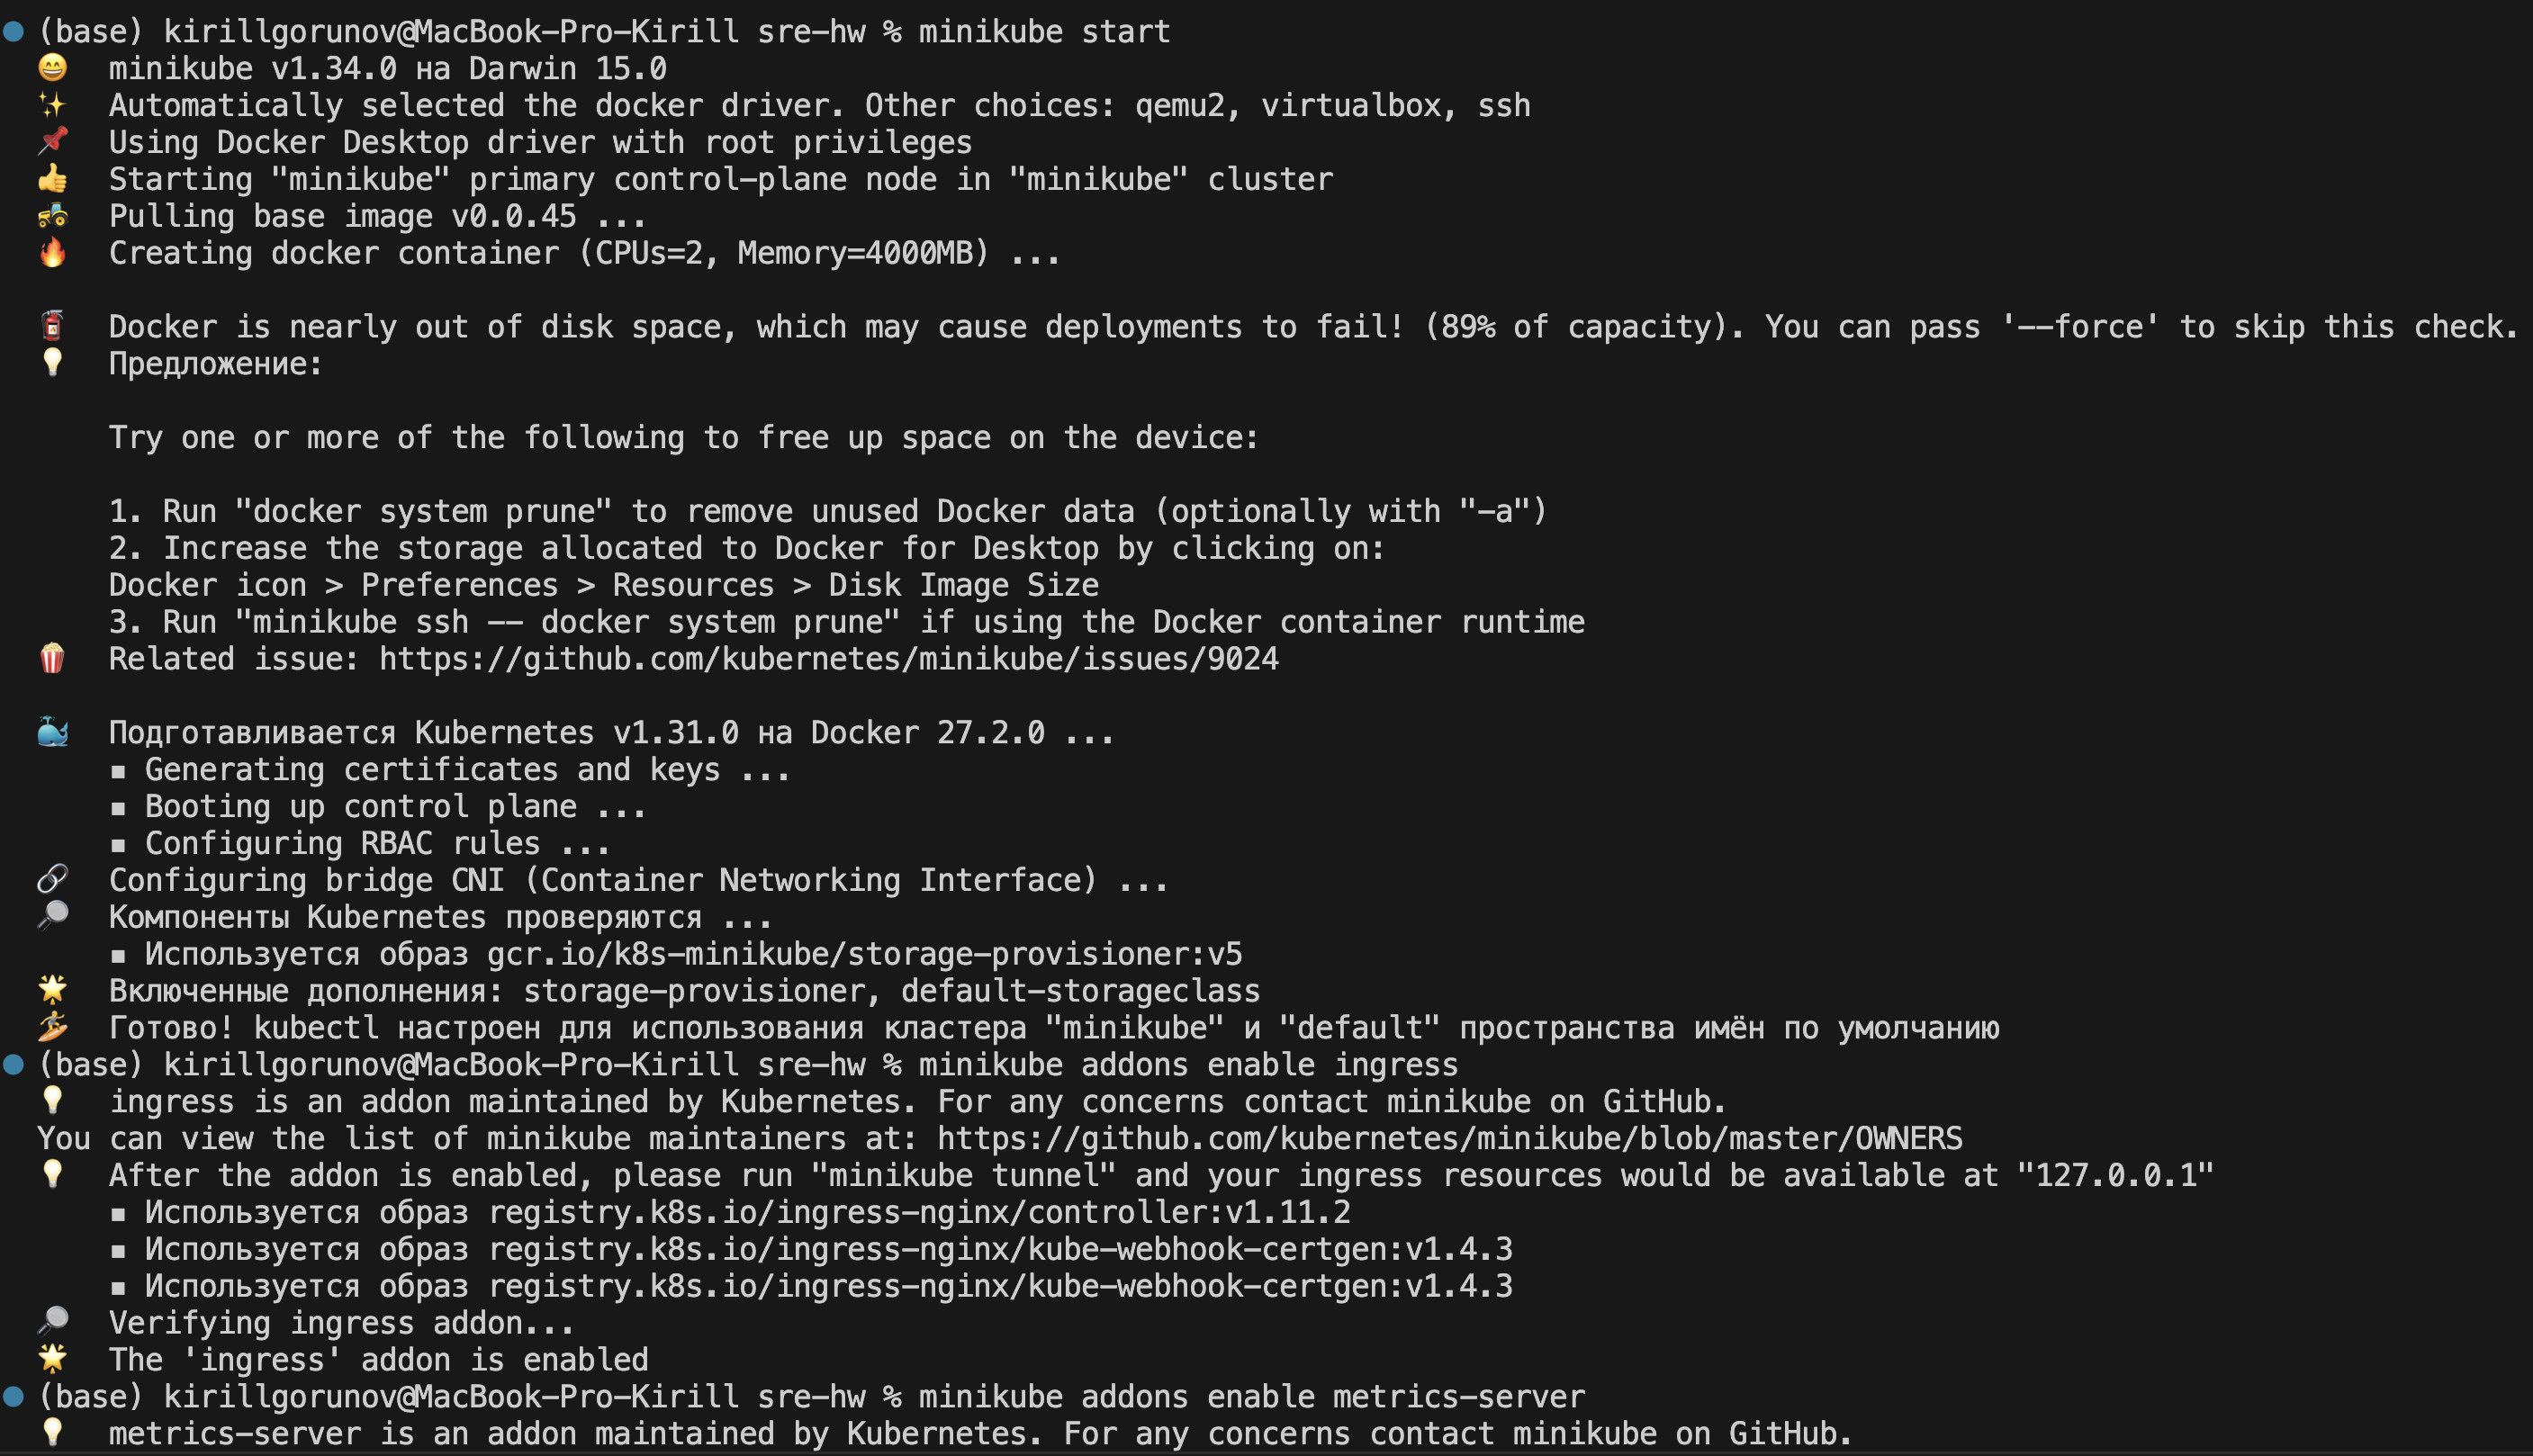 (base) kirillgorunov@MacBook-Pro-Kirill sre-hw % minikube start
😄 minikube v1.34.0 на Darwin 15.0
✨ Automatically selected the docker driver. Other choices: qemu2, virtualbox, ssh
📌 Using Docker Desktop driver with root privileges
👍 Starting "minikube" primary control-plane node in "minikube" cluster
🚜 Pulling base image v0.0.45 ...
🔥 Creating docker container (CPUs=2, Memory=4000MB) ...
🧯 Docker is nearly out of disk space, which may cause deployments to fail! (89% of capacity). You can pass '--force' to skip this check.
💡 Предложение:
Try one or more of the following to free up space on the device:
1. Run "docker system prune" to remove unused Docker data (optionally with "-a")
2. Increase the storage allocated to Docker for Desktop by clicking on:
Docker icon > Preferences > Resources > Disk Image Size
3. Run "minikube ssh -- docker system prune" if using the Docker container runtime
🍿 Related issue: https://github.com/kubernetes/minikube/issues/9024
🐳 Подготавливается Kubernetes v1.31.0 на Docker 27.2.0 ...
▪ Generating certificates and keys ...
▪ Booting up control plane ...
▪ Configuring RBAC rules ...
🔗 Configuring bridge CNI (Container Networking Interface) ...
🔎 Компоненты Kubernetes проверяются ...
▪ Используется образ gcr.io/k8s-minikube/storage-provisioner:v5
🌟 Включенные дополнения: storage-provisioner, default-storageclass
🏄 Готово! kubectl настроен для использования кластера "minikube" и "default" пространства имён по умолчанию
(base) kirillgorunov@MacBook-Pro-Kirill sre-hw % minikube addons enable ingress
💡 ingress is an addon maintained by Kubernetes. For any concerns contact minikube on GitHub.
You can view the list of minikube maintainers at: https://github.com/kubernetes/minikube/blob/master/OWNERS
💡 After the addon is enabled, please run "minikube tunnel" and your ingress resources would be available at "127.0.0.1"
▪ Используется образ registry.k8s.io/ingress-nginx/controller:v1.11.2
▪ Используется образ registry.k8s.io/ingress-nginx/kube-webhook-certgen:v1.4.3
▪ Используется образ registry.k8s.io/ingress-nginx/kube-webhook-certgen:v1.4.3
🔎 Verifying ingress addon...
🌟 The 'ingress' addon is enabled
(base) kirillgorunov@MacBook-Pro-Kirill sre-hw % minikube addons enable metrics-server
💡 metrics-server is an addon maintained by Kubernetes. For any concerns contact minikube on GitHub.